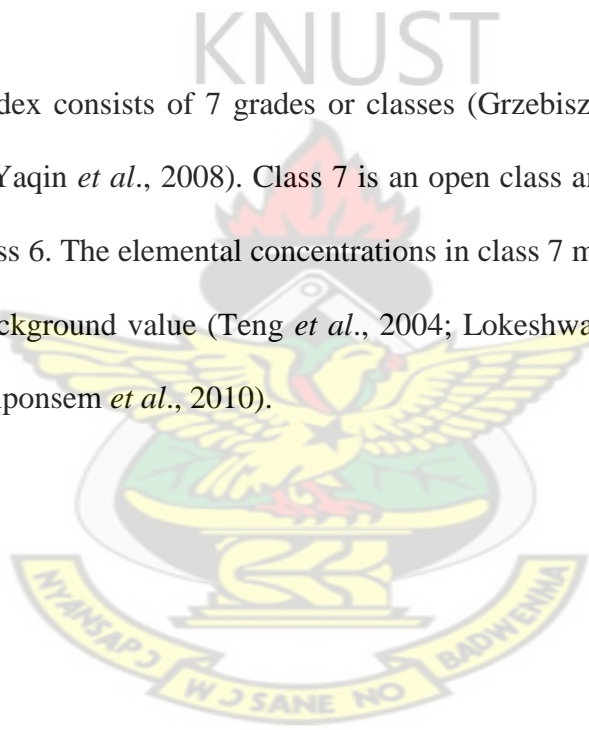 KNUST
dex consists of 7 grades or classes (Grzebisz
Yaqin et al., 2008). Class 7 is an open class an
ss 6. The elemental concentrations in class 7 m
ckground value (Teng et al., 2004; Lokeshwa
ponsem et al., 2010).
NYANSAPƆ WƆSANE NO BADWENMA